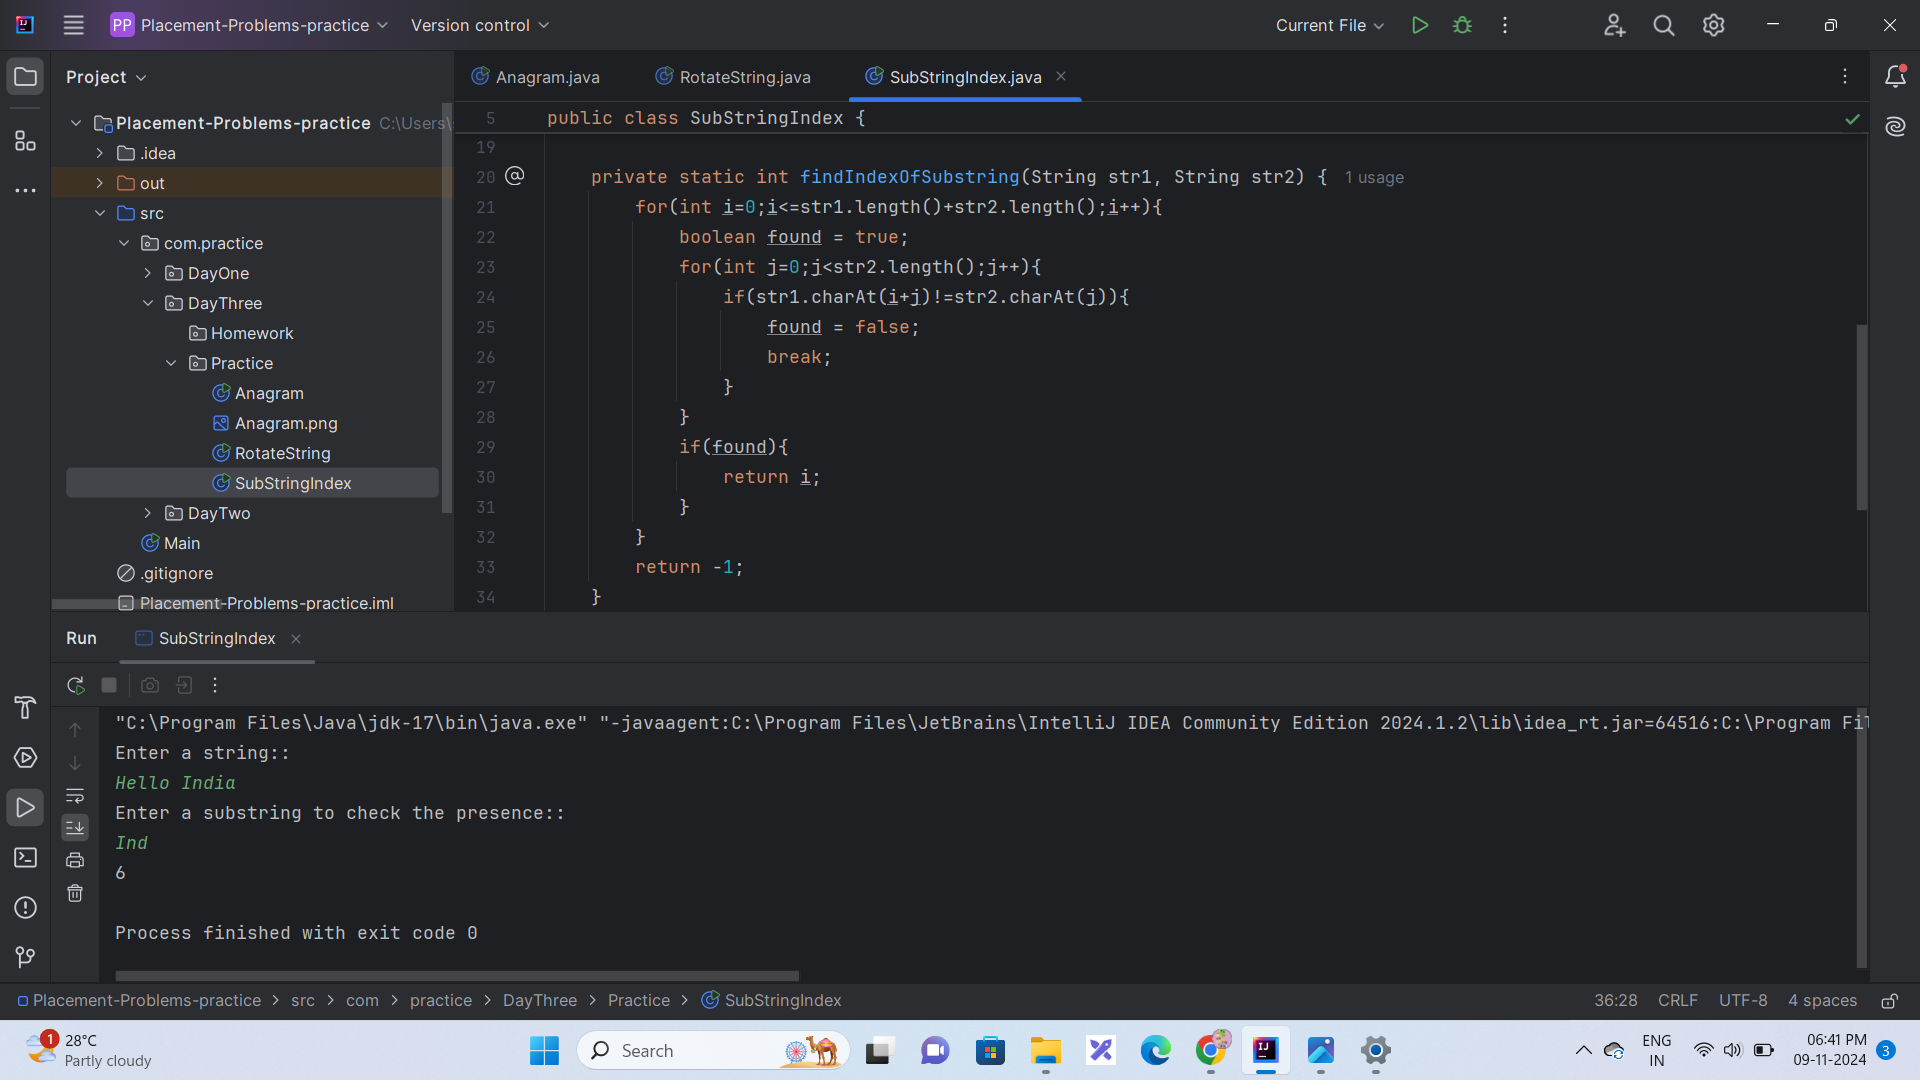 PP Placement-Problems-practice Version control Current File
Project
Anagram.java RotateString.java SubStringIndex.java
Placement-Problems-practice C:\Users\
.idea
out
src
com.practice
DayOne
DayThree
Homework
Practice
Anagram
Anagram.png
RotateString
SubStringIndex
DayTwo
Main
.gitignore
Placement-Problems-practice.iml
5 public class SubStringIndex {
19
20 private static int findIndexOfSubstring(String str1, String str2) { 1 usage
21 for(int i=0;i<=str1.length()+str2.length();i++){
22 boolean found = true;
23 for(int j=0;j<str2.length();j++){
24 if(str1.charAt(i+j)!=str2.charAt(j)){
25 found = false;
26 break;
27 }
28 }
29 if(found){
30 return i;
31 }
32 }
33 return -1;
34 }
Run SubStringIndex
"C:\Program Files\Java\jdk-17\bin\java.exe" "-javaagent:C:\Program Files\JetBrains\IntelliJ IDEA Community Edition 2024.1.2\lib\idea_rt.jar=64516:C:\Program Fil
Enter a string::
Hello India
Enter a substring to check the presence::
Ind
6
Process finished with exit code 0
Placement-Problems-practice > src > com > practice > DayThree > Practice > SubStringIndex 36:28 CRLF UTF-8 4 spaces
1 28°C
Partly cloudy
Search
ENG
IN
06:41 PM
09-11-2024
3